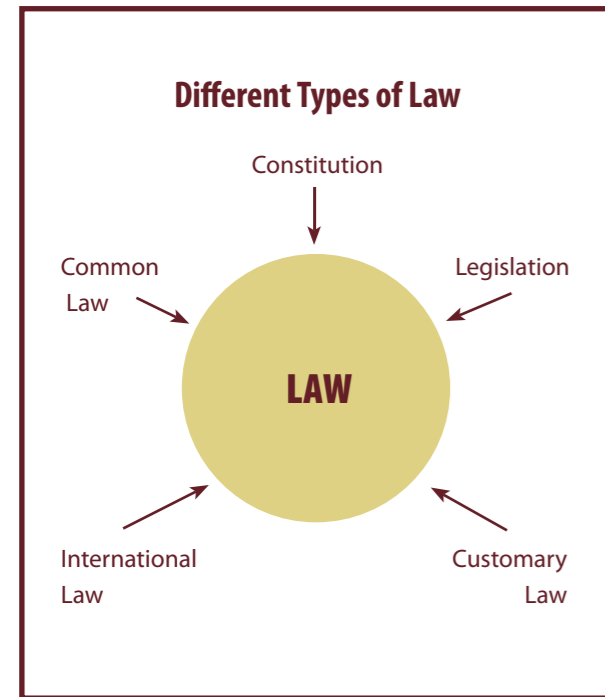 Different Types of Law
Constitution
Common
Law
Legislation
LAW
International
Law
Customary
Law